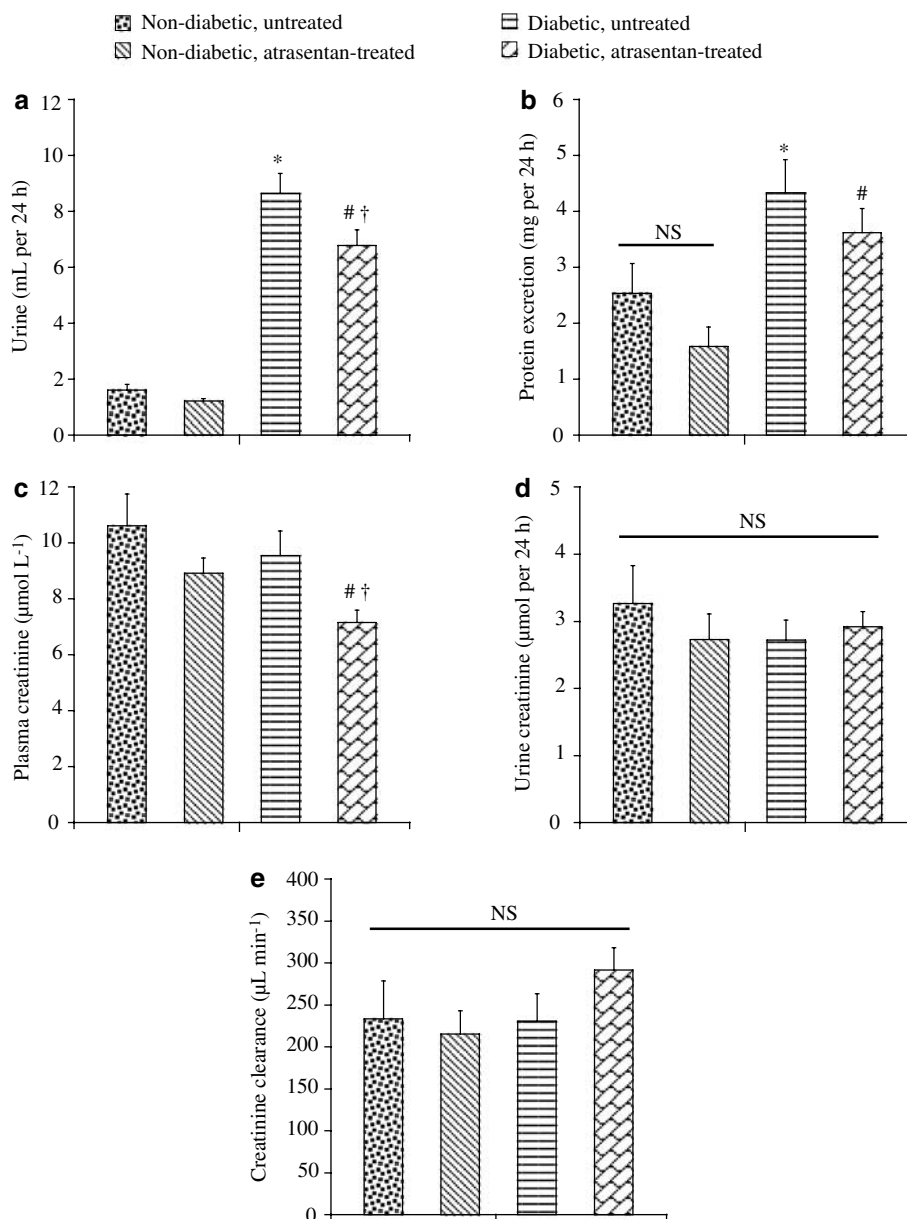 Non-diabetic, untreated
Diabetic, untreated
Non-diabetic, atrasentan-treated
Diabetic, atrasentan-treated
a
Urine (mL per 24 h)
12
10
8
6
4
2
0
*
# †
b
Protein excretion (mg per 24 h)
6
5
4
3
2
1
0
NS
*
#
c
Plasma creatinine (µmol L-1)
12
10
8
6
4
2
0
# †
d
Urine creatinine (µmol per 24 h)
5
4
3
2
1
0
NS
e
Creatinine clearance (µL min-1)
400
350
300
250
200
150
100
50
0
NS